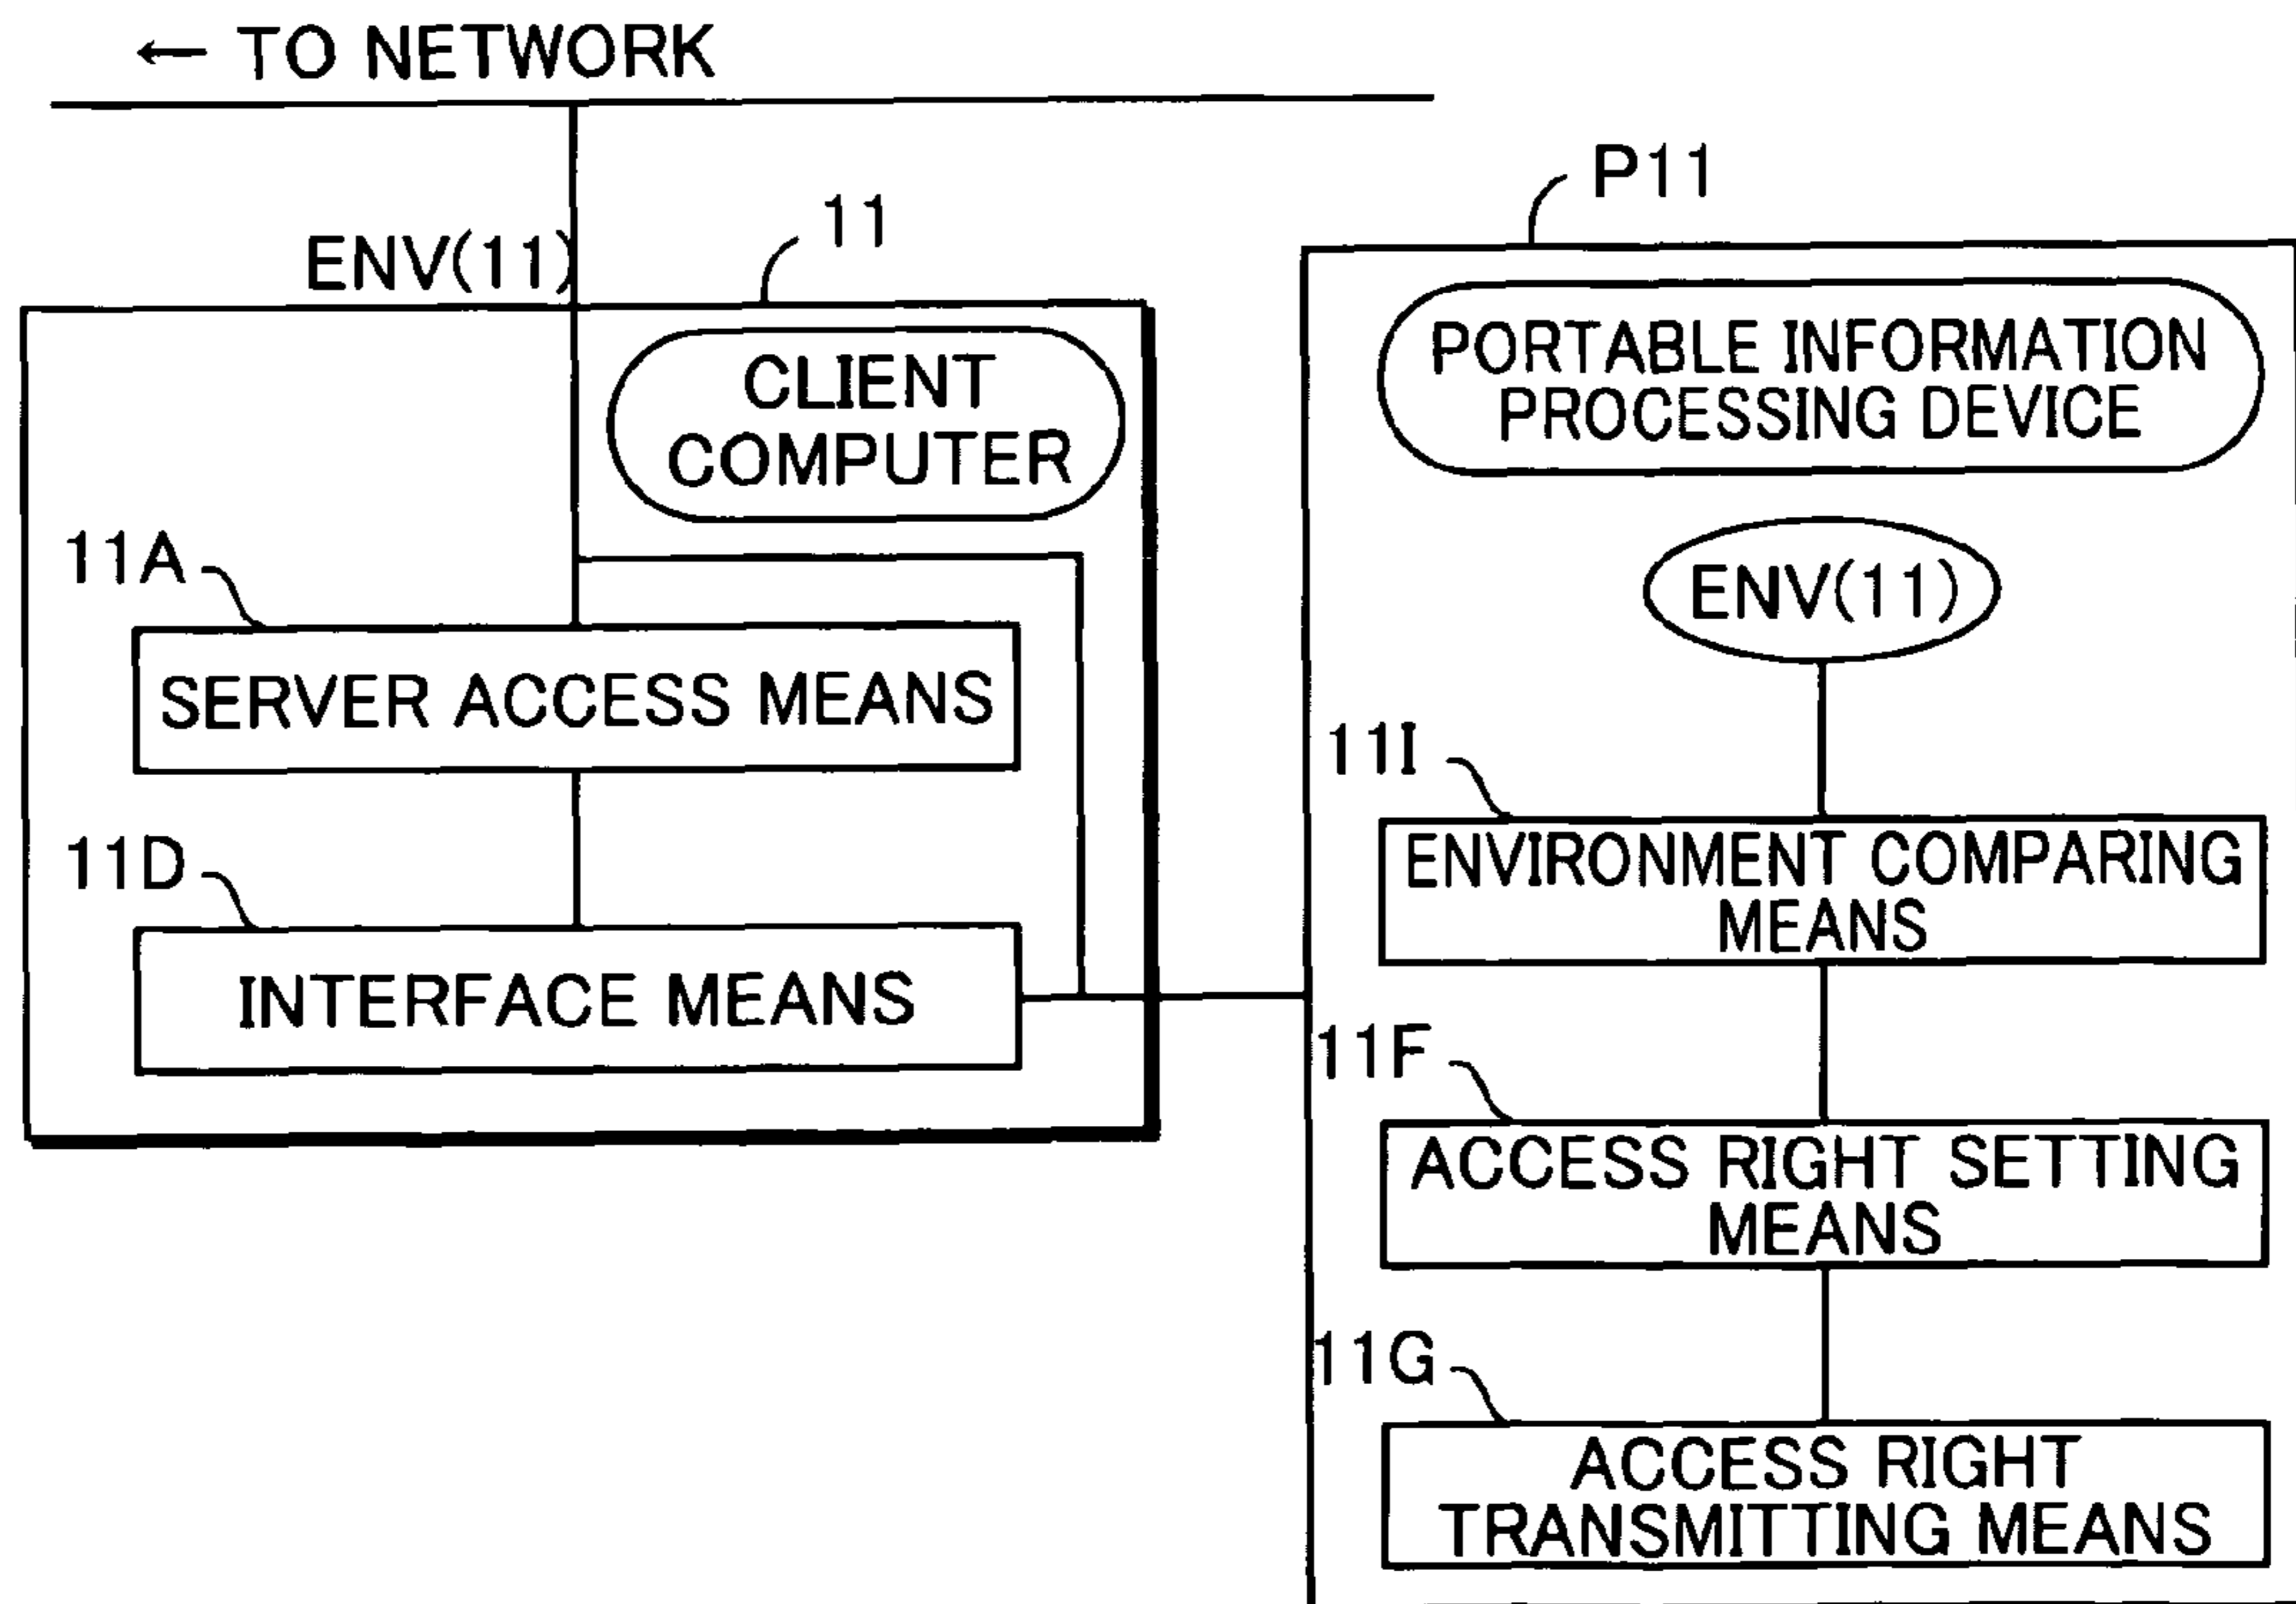 ← TO NETWORK
ENV(11)
11
CLIENT
COMPUTER
11A
SERVER ACCESS MEANS
11D
INTERFACE MEANS
P11
PORTABLE INFORMATION
PROCESSING DEVICE
ENV(11)
11I
ENVIRONMENT COMPARING
MEANS
11F
ACCESS RIGHT SETTING
MEANS
11G
ACCESS RIGHT
TRANSMITTING MEANS